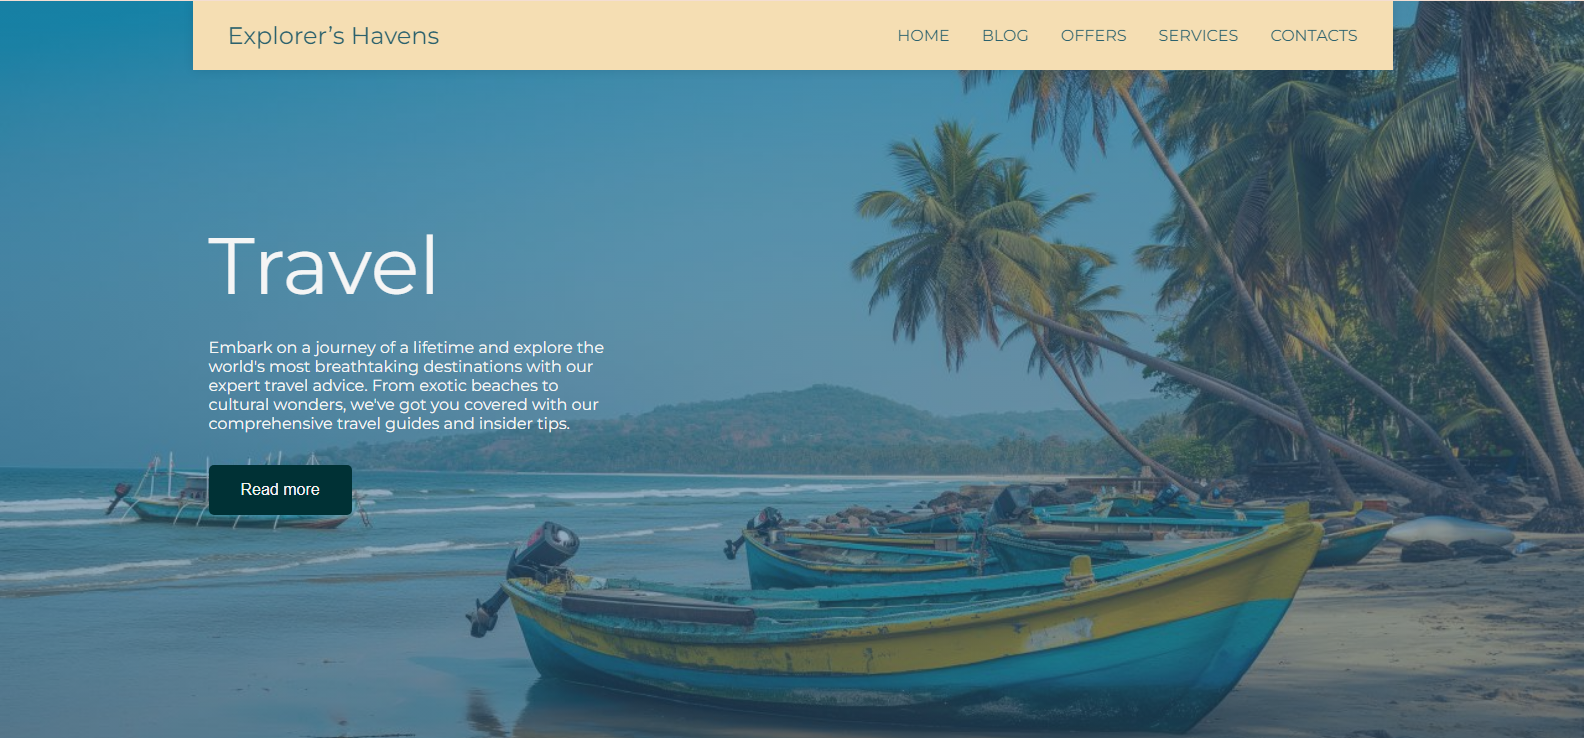 Explorer’s Havens
HOME BLOG OFFERS SERVICES CONTACTS
Travel
Embark on a journey of a lifetime and explore the
world's most breathtaking destinations with our
expert travel advice. From exotic beaches to
cultural wonders, we've got you covered with our
comprehensive travel guides and insider tips.
Read more